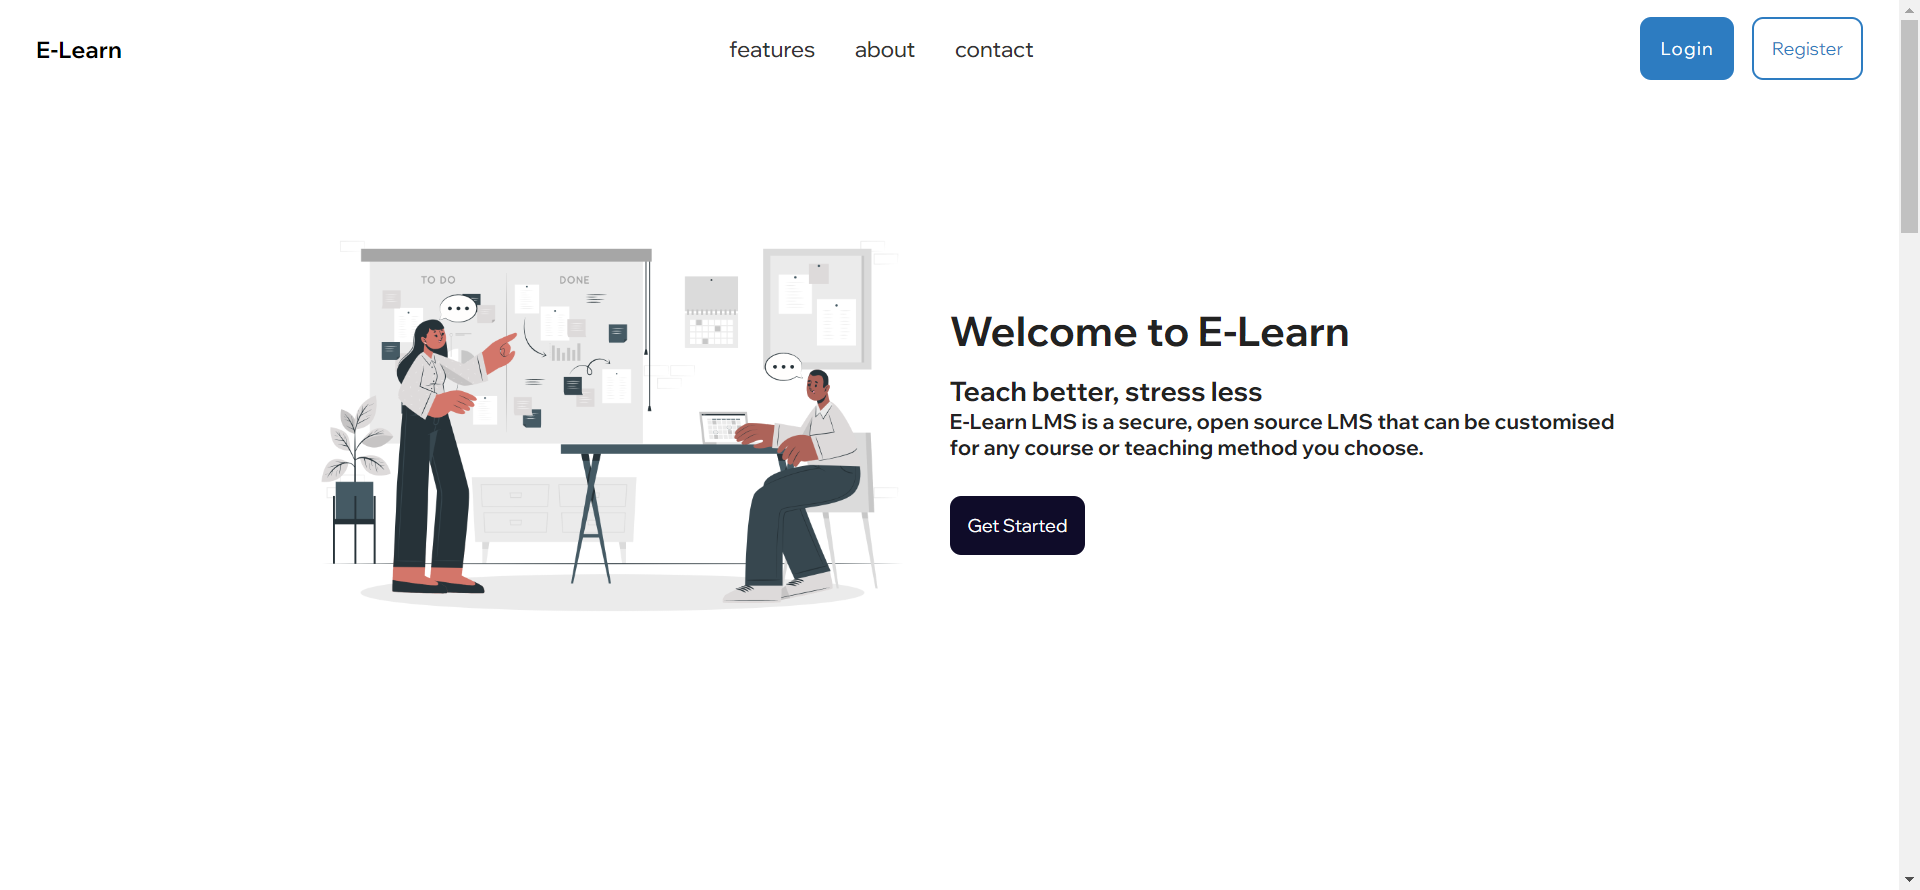 E-Learn
features about contact
Login
Register
TO DO
DONE
Welcome to E-Learn
Teach better, stress less
E-Learn LMS is a secure, open source LMS that can be customised
for any course or teaching method you choose.
Get Started